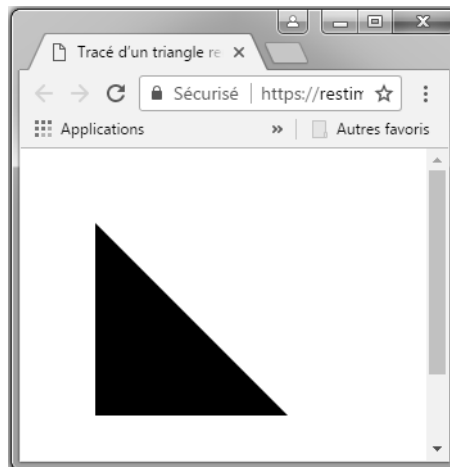 Tracé d'un triangle re
Sécurisé | https://restin
Applications » Autres favoris